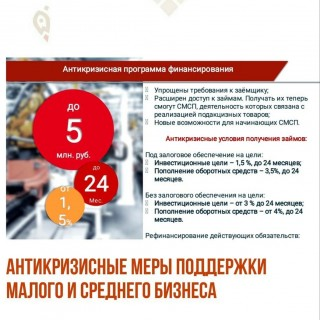 Антикризисная программа финансирования
до
5
млн. руб.
до
24
Мес.
от
1,
5%
Упрощены требования к заёмщику;
Расширен доступ к займам. Получать их теперь
смогут СМСП, деятельность которых связана с
реализацией подакцизных товаров;
Новые возможности для начинающих СМСП.
Антикризисные условия получения займов:
Под залоговое обеспечение на цели:
Инвестиционные цели – 1,5 %, до 24 месяцев;
Пополнение оборотных средств – 3,5%, до 24
месяцев.
Без залогового обеспечения на цели:
Инвестиционные цели – от 3 % до 24 месяцев;
Пополнение оборотных средств – от 4%, до 24
месяцев.
Рефинансирование действующих обязательств:
АНТИКРИЗИСНЫЕ МЕРЫ ПОДДЕРЖКИ
МАЛОГО И СРЕДНЕГО БИЗНЕСА